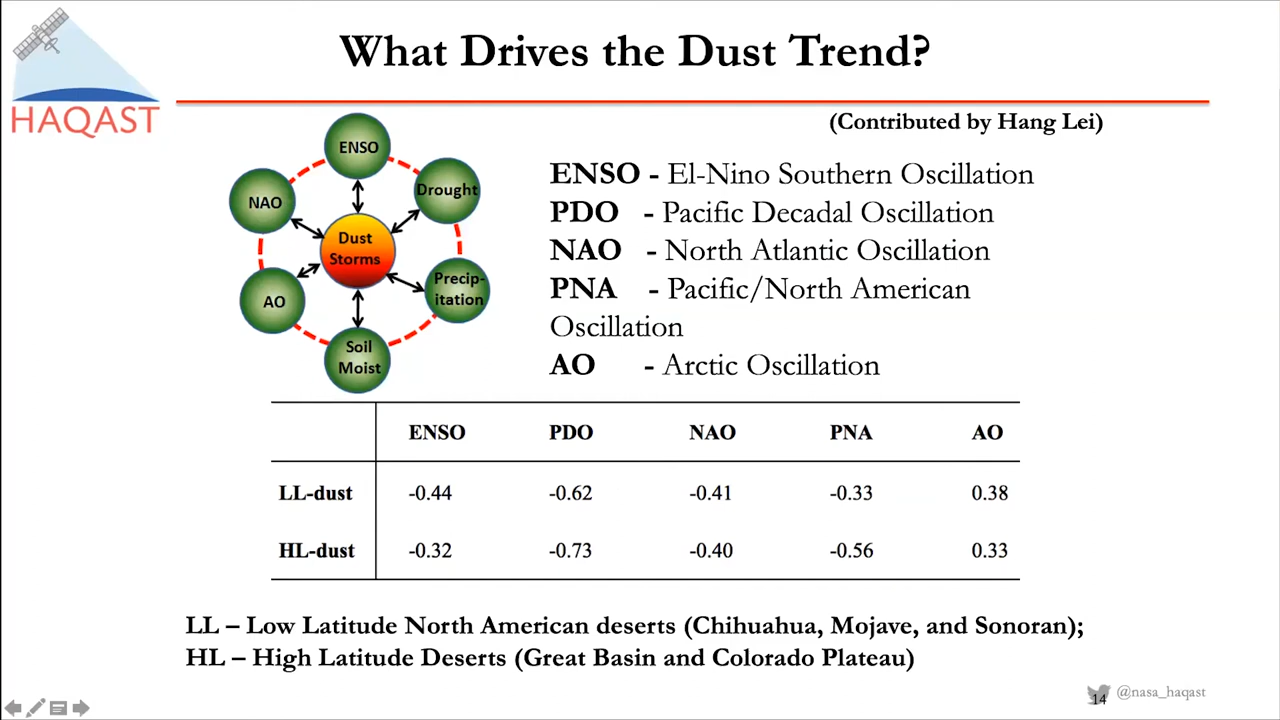 What Drives the Dust Trend?
HAQAST
(Contributed by Hang Lei)
ENSO
NAO
Drought
Dust
Storms
AO
Precip-
itation
Soil
Moist
ENSO - El-Nino Southern Oscillation
PDO - Pacific Decadal Oscillation
NAO - North Atlantic Oscillation
PNA - Pacific/North American
Oscillation
AO - Arctic Oscillation
ENSO PDO NAO PNA AO
LL-dust -0.44 -0.62 -0.41 -0.33 0.38
HL-dust -0.32 -0.73 -0.40 -0.56 0.33
LL – Low Latitude North American deserts (Chihuahua, Mojave, and Sonoran);
HL – High Latitude Deserts (Great Basin and Colorado Plateau)
14 @nasa_haqast